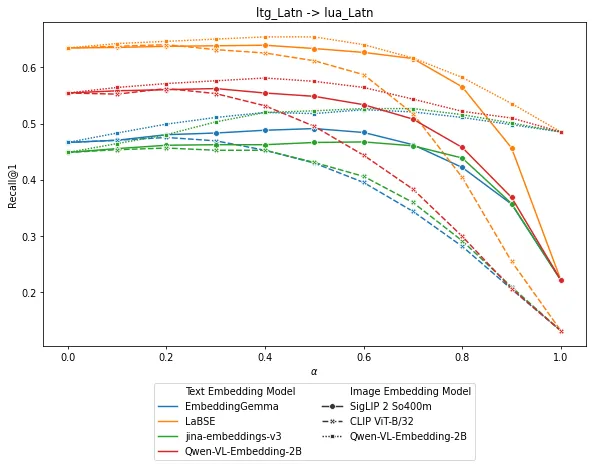 ltg_Latn -> lua_Latn
Recall@1
0.6
0.5
0.4
0.3
0.2
0.0
0.2
0.4
0.6
0.8
1.0
α
Text Embedding Model
EmbeddingGemma
LaBSE
jina-embeddings-v3
Qwen-VL-Embedding-2B
Image Embedding Model
SigLIP 2 So400m
CLIP ViT-B/32
Qwen-VL-Embedding-2B